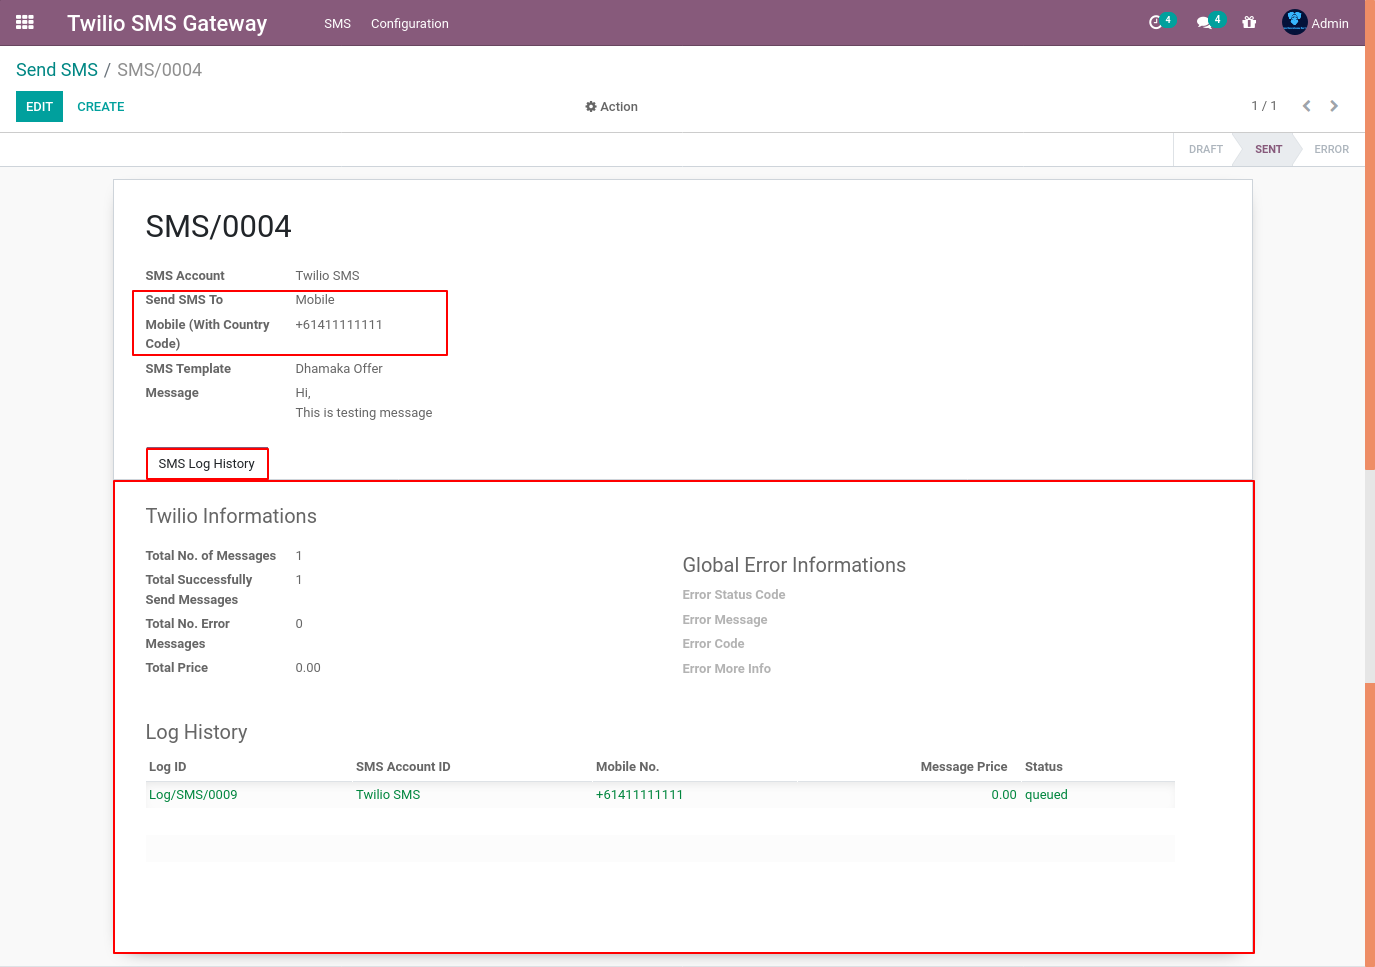 Twilio SMS Gateway SMS Configuration 4 4 Admin
Send SMS / SMS/0004
EDIT CREATE Action 1 / 1
DRAFT SENT ERROR
SMS/0004
SMS Account Twilio SMS
Send SMS To Mobile
Mobile (With Country +61411111111
Code)
SMS Template Dhamaka Offer
Message Hi,
This is testing message
SMS Log History
Twilio Informations
Total No. of Messages 1
Total Successfully 1
Send Messages
Total No. Error 0
Messages
Total Price 0.00
Global Error Informations
Error Status Code
Error Message
Error Code
Error More Info
Log History
Log ID SMS Account ID Mobile No. Message Price Status
Log/SMS/0009 Twilio SMS +61411111111 0.00 queued